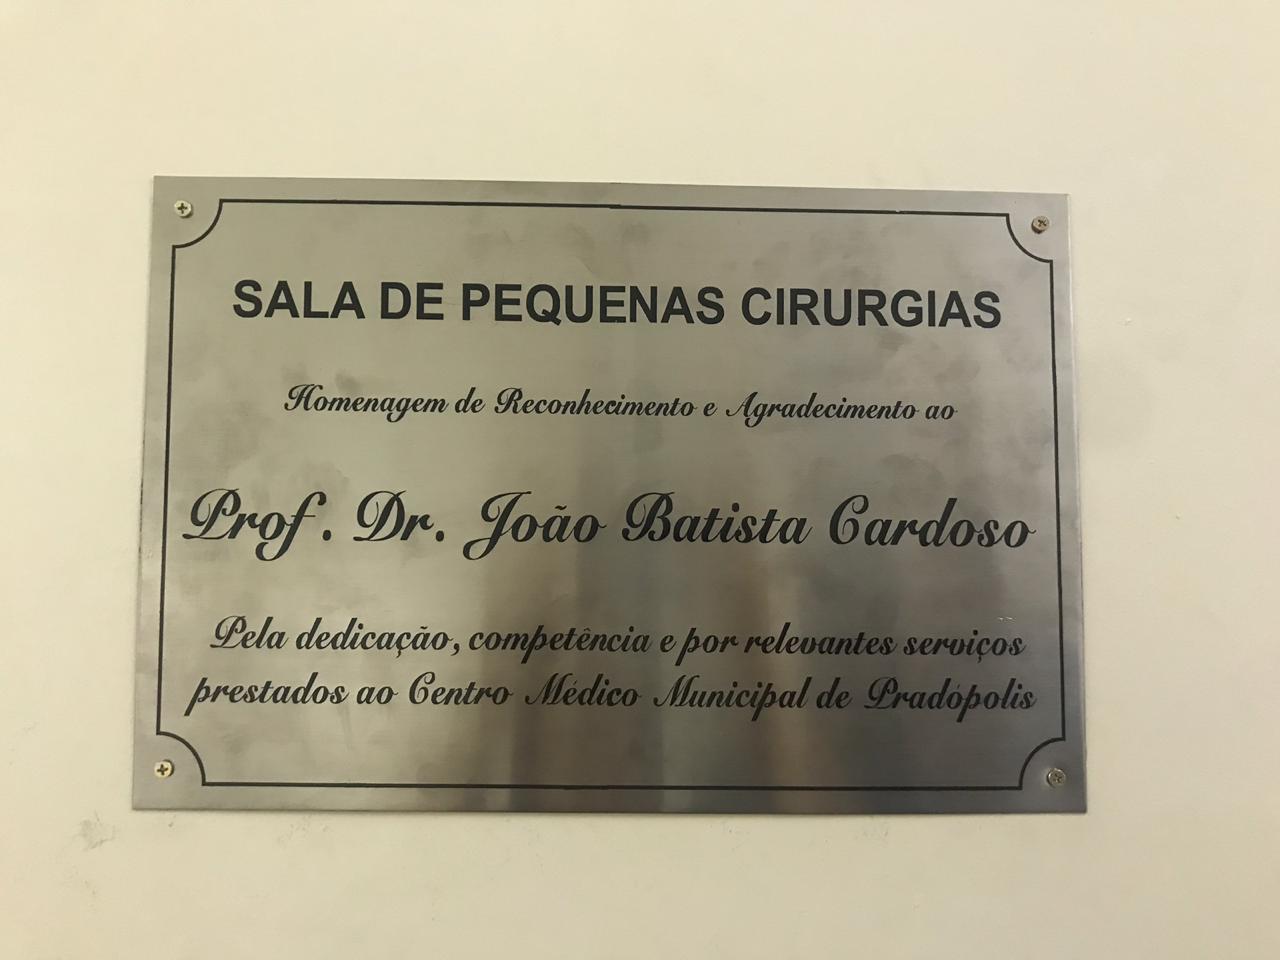 SALA DE PEQUENAS CIRURGIAS
Homenagem de Reconhecimento e Agradecimento ao
Prof. Dr. João Batista Cardoso
Pela dedicação, competência e por relevantes serviços
prestados ao Centro Médico Municipal de Pradópolis